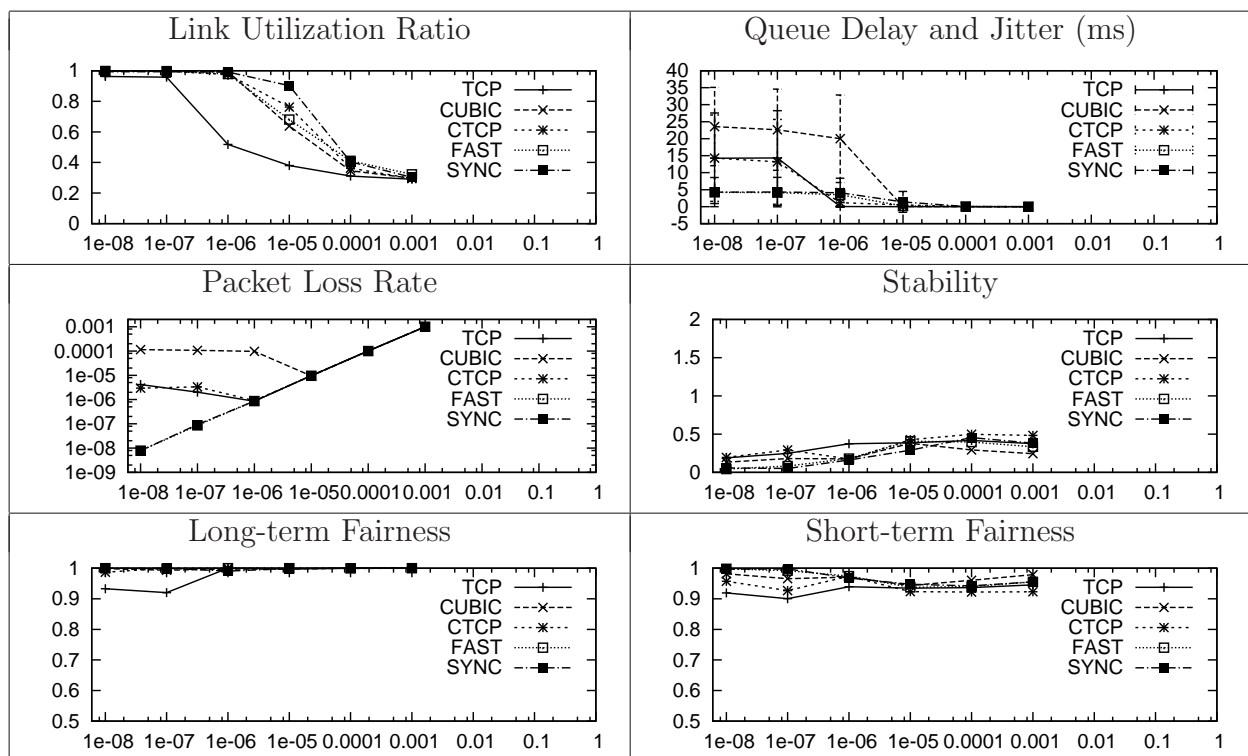 Link Utilization Ratio
1
0.8
0.6
0.4
0.2
0
TCP
CUBIC
CTCP
FAST
SYNC
1e-08 1e-07 1e-06 1e-05 0.0001 0.001 0.01 0.1 1
Queue Delay and Jitter (ms)
40
35
30
25
20
15
10
5
0
-5
TCP
CUBIC
CTCP
FAST
SYNC
1e-08 1e-07 1e-06 1e-05 0.0001 0.001 0.01 0.1 1
Packet Loss Rate
0.001
0.0001
1e-05
1e-06
1e-07
1e-08
1e-09
TCP
CUBIC
CTCP
FAST
SYNC
1e-08 1e-07 1e-06 1e-05 0.0001 0.001 0.01 0.1 1
Stability
2
1.5
1
0.5
0
TCP
CUBIC
CTCP
FAST
SYNC
1e-08 1e-07 1e-06 1e-05 0.0001 0.001 0.01 0.1 1
Long-term Fairness
1
0.9
0.8
0.7
0.6
0.5
TCP
CUBIC
CTCP
FAST
SYNC
1e-08 1e-07 1e-06 1e-05 0.0001 0.001 0.01 0.1 1
Short-term Fairness
1
0.9
0.8
0.7
0.6
0.5
TCP
CUBIC
CTCP
FAST
SYNC
1e-08 1e-07 1e-06 1e-05 0.0001 0.001 0.01 0.1 1